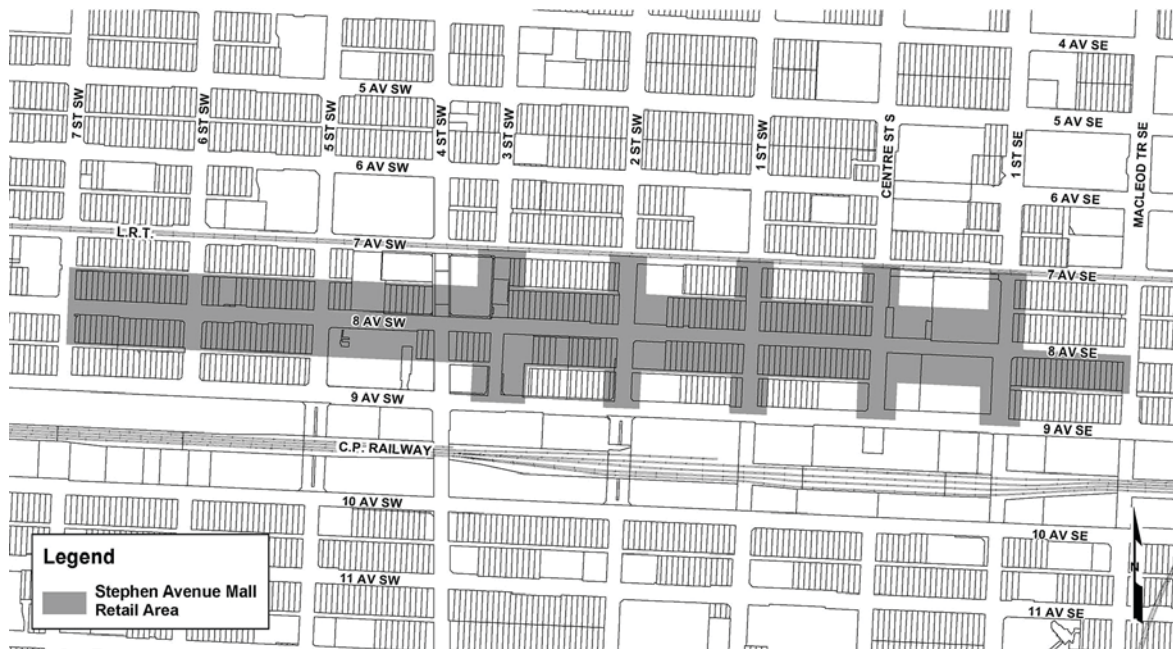 4 AV SE
5 AV SW
7 ST SW
6 ST SW
5 ST SW
4 ST SW
3 ST SW
2 ST SW
1 ST SW
CENTRE ST S
5 AV SE
1 ST SE
MACLEOD TR SE
6 AV SW
6 AV SE
L.R.T.
7 AV SW
7 AV SE
8 AV SW
8 AV SE
9 AV SW
9 AV SE
C.P. RAILWAY
10 AV SW
10 AV SE
N
11 AV SW
11 AV SE
Legend
Stephen Avenue Mall
Retail Area